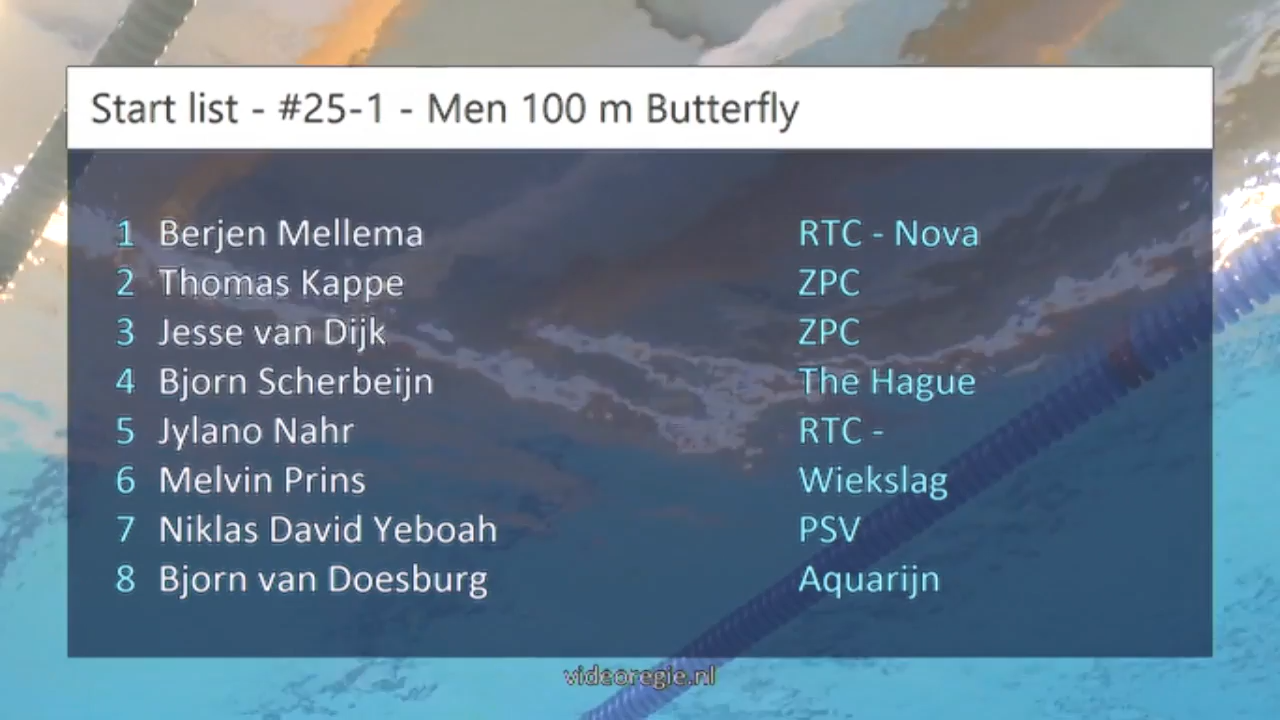 Start list - #25-1 - Men 100 m Butterfly
1 Berjen Mellema RTC - Nova
2 Thomas Kappe ZPC
3 Jesse van Dijk ZPC
4 Bjorn Scherbeijn The Hague
5 Jylano Nahr RTC -
6 Melvin Prins Wiekslag
7 Niklas David Yeboah PSV
8 Bjorn van Doesburg Aquarijn
videoregie.nl